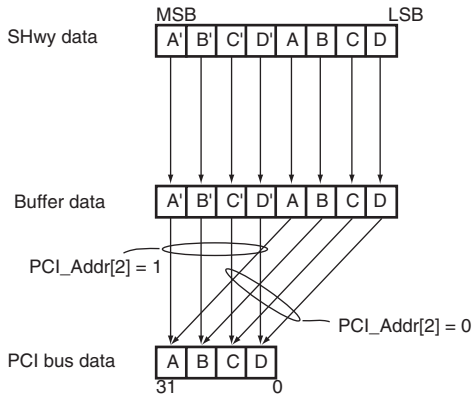 MSB LSB
SHwy data A' B' C' D' A B C D
Buffer data A' B' C' D' A B C D
PCI_Addr[2] = 1
PCI_Addr[2] = 0
PCI bus data A B C D
31 0